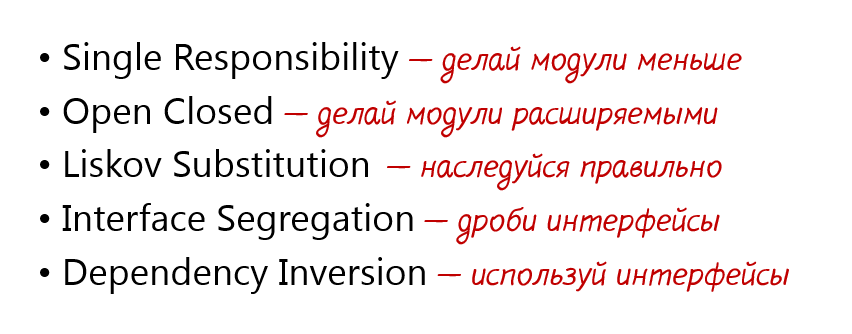 • Single Responsibility — делай модули меньше
• Open Closed — делай модули расширяемыми
• Liskov Substitution — наследуйся правильно
• Interface Segregation — дроби интерфейсы
• Dependency Inversion — используй интерфейсы